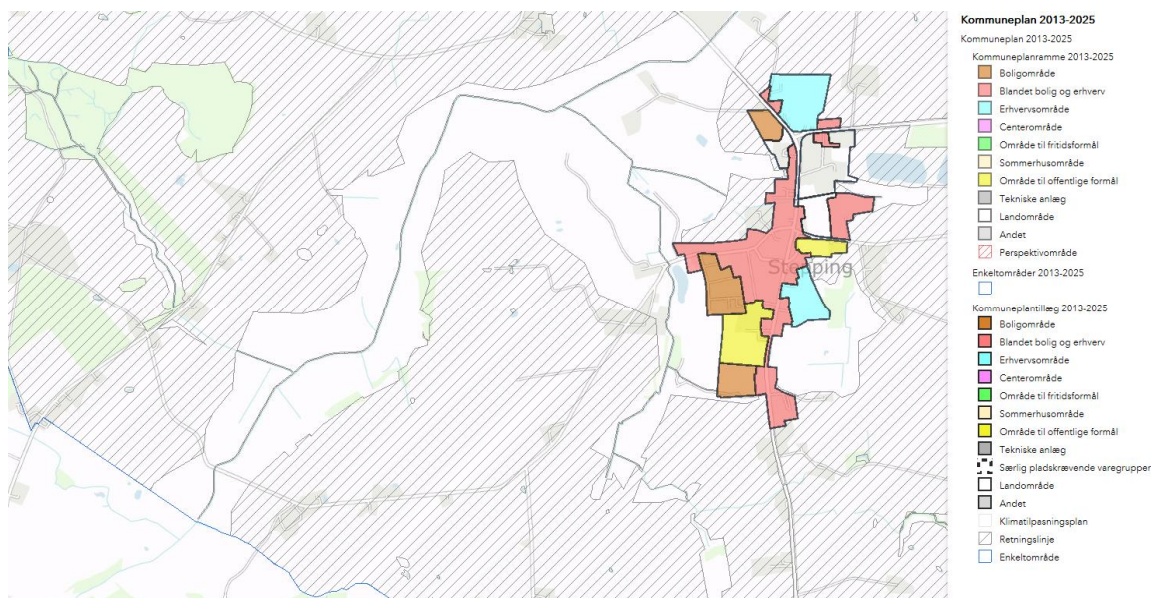 Kommuneplan 2013-2025
Kommuneplan 2013-2025
Kommuneplanramme 2013-2025
Boligområde
Blandet bolig og erhverv
Erhvervsområde
Centerområde
Område til fritidsformål
Sommerhusområde
Område til offentlige formål
Tekniske anlæg
Landområde
Andet
Perspektivområde
Enkeltområder 2013-2025
Kommuneplantillæg 2013-2025
Boligområde
Blandet bolig og erhverv
Erhvervsområde
Centerområde
Område til fritidsformål
Sommerhusområde
Område til offentlige formål
Tekniske anlæg
Særlig pladskrævende varegrupper
Landområde
Andet
Klimatilpasningsplan
Retningslinje
Enkeltområde
Stepping